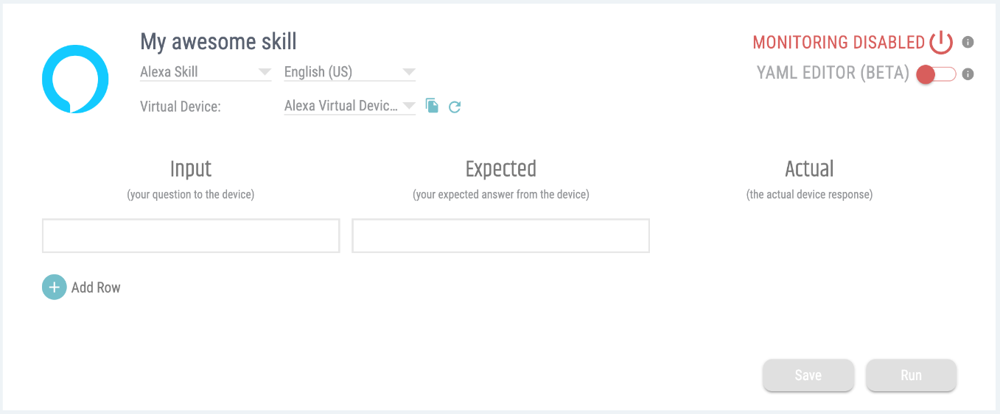 My awesome skill
MONITORING DISABLED
Alexa Skill
English (US)
YAML EDITOR (BETA)
Virtual Device:
Alexa Virtual Devic...
Input
Expected
Actual
(your question to the device)
(your expected answer from the device)
(the actual device response)
Add Row
Save
Run